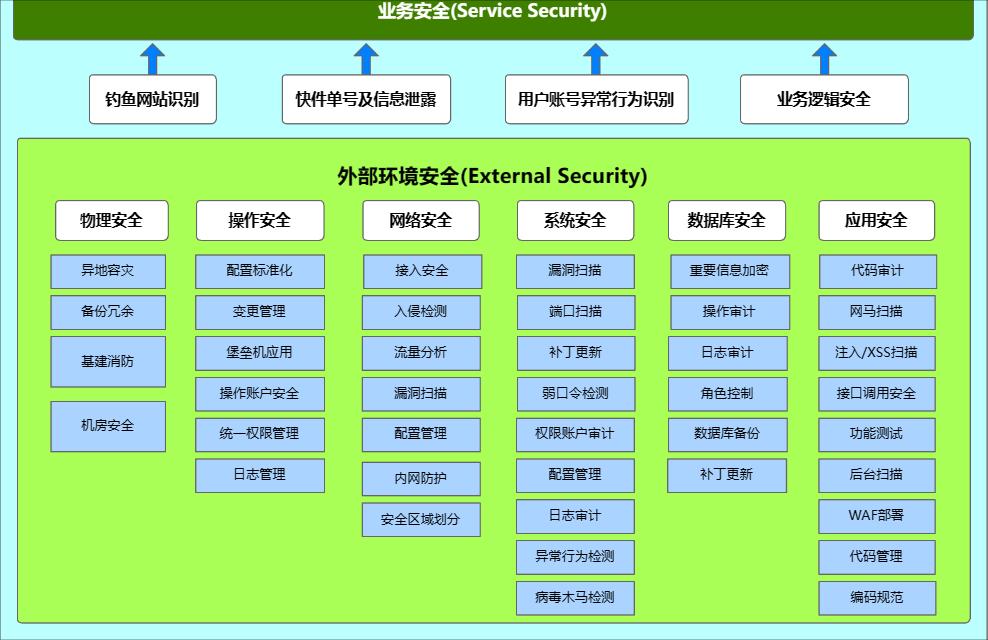 业务安全(Service Security)
钓鱼网站识别
快件单号及信息泄露
用户账号异常行为识别
业务逻辑安全
外部环境安全(External Security)
物理安全
异地容灾
备份冗余
基建消防
机房安全
操作安全
配置标准化
变更管理
堡垒机应用
操作账户安全
统一权限管理
日志管理
网络安全
接入安全
入侵检测
流量分析
漏洞扫描
配置管理
内网防护
安全区域划分
系统安全
漏洞扫描
端口扫描
补丁更新
弱口令检测
权限账户审计
配置管理
日志审计
异常行为检测
病毒木马检测
数据库安全
重要信息加密
操作审计
日志审计
角色控制
数据库备份
补丁更新
应用安全
代码审计
网马扫描
注入/XSS扫描
接口调用安全
功能测试
后台扫描
WAF部署
代码管理
编码规范